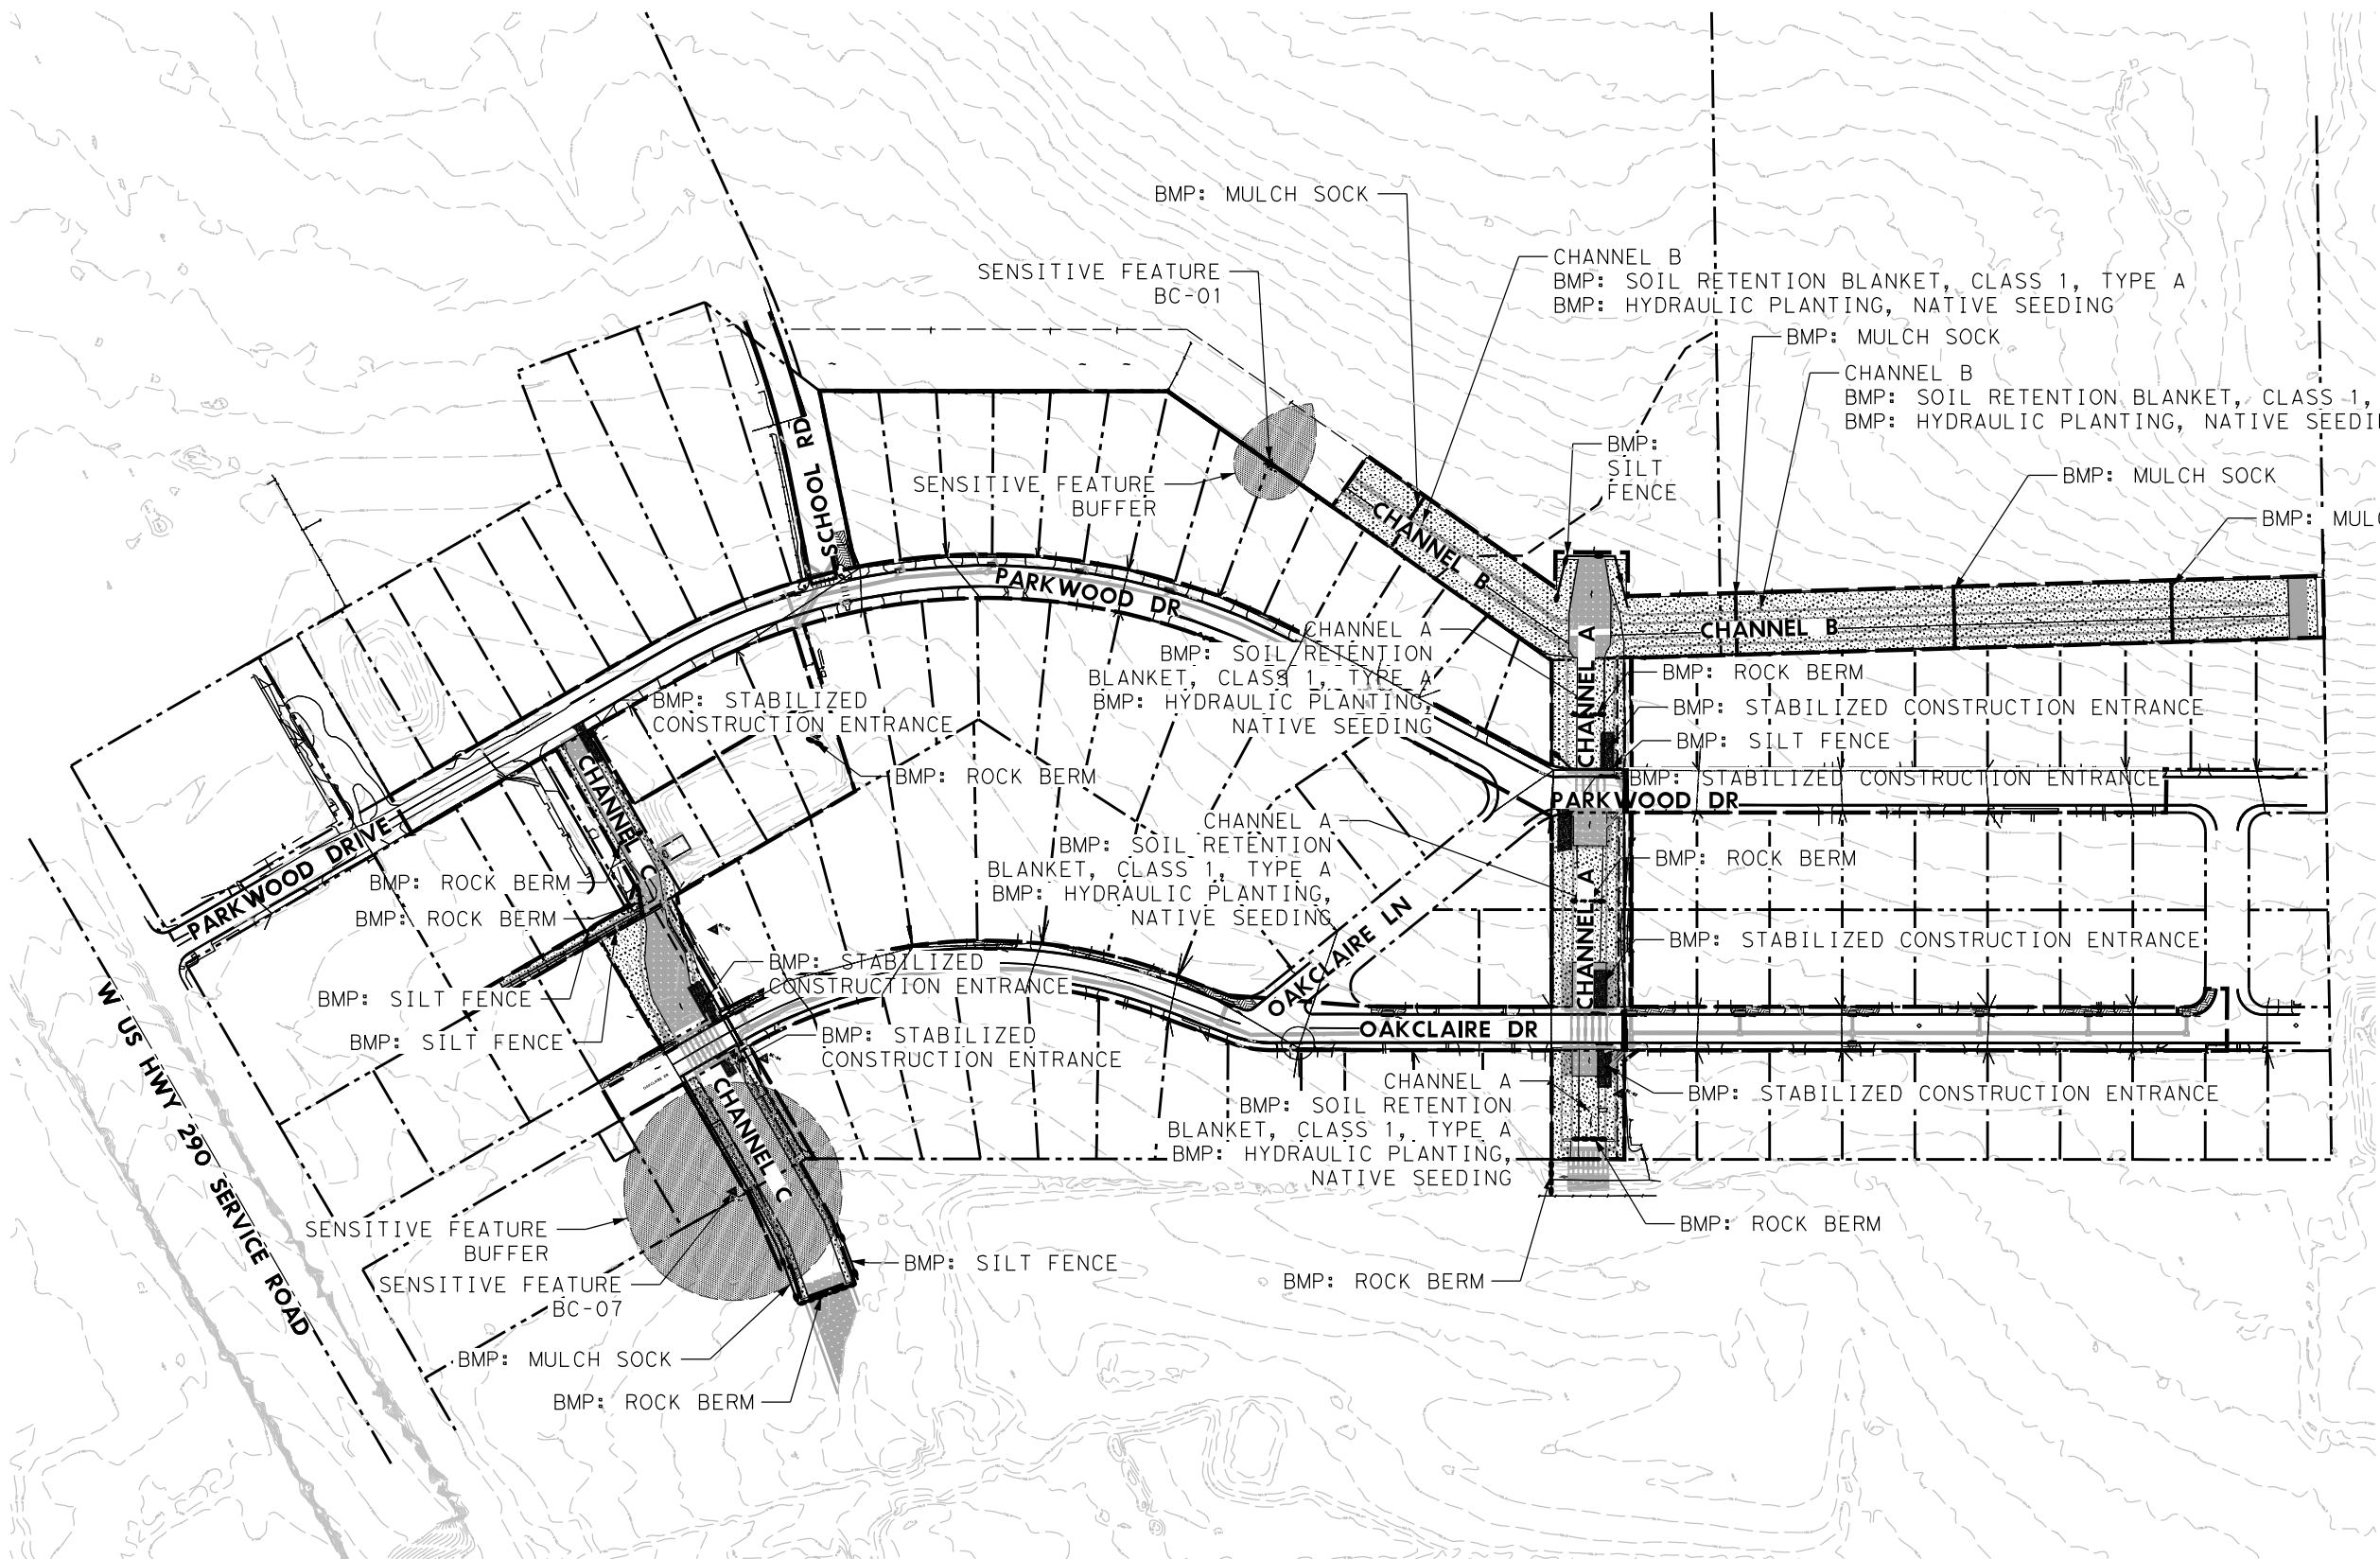 BMP: MULCH SOCK
SENSITIVE FEATURE
BC-01
CHANNEL B
BMP: SOIL RETENTION BLANKET, CLASS 1, TYPE A
BMP: HYDRAULIC PLANTING, NATIVE SEEDING
BMP: MULCH SOCK
CHANNEL B
BMP: SOIL RETENTION BLANKET, CLASS 1,
BMP: HYDRAULIC PLANTING, NATIVE
BMP:
SILT
FENCE
BMP: MULCH SOCK
BMP:
SENSITIVE FEATURE
BUFFER
SCHOOL RD
CHANNEL B
PARKWOOD DR
CHANNEL A
CHANNEL B
CHANNEL A
BMP: SOIL RETENTION
BLANKET, CLASS 1, TYPE A
BMP: HYDRAULIC PLANTING,
NATIVE SEEDING
BMP: ROCK BERM
BMP: STABILIZED CONSTRUCTION ENTRANCE
BMP: SILT FENCE
BMP: STABILIZED CONSTRUCTION ENTRANCE
CHANNEL
PARKWOOD DR
BMP: STABILIZED
CONSTRUCTION ENTRANCE
BMP: ROCK BERM
CHANNEL C
PARKWOOD DRIVE
BMP: ROCK BERM
BMP: ROCK BERM
CHANNEL A
BMP: SOIL RETENTION
BLANKET, CLASS 1, TYPE A
BMP: HYDRAULIC PLANTING,
NATIVE SEEDING
BMP: ROCK BERM
CHANNEL A
CHANNEL A
BMP: STABILIZED CONSTRUCTION ENTRANCE
OAKCLAIRE LN
BMP: STABILIZED
CONSTRUCTION ENTRANCE
BMP: SILT FENCE
BMP: SILT FENCE
BMP: STABILIZED
CONSTRUCTION ENTRANCE
OAKCLAIRE DR
OAKCLAIRE DR
W US HWY 290 SERVICE ROAD
CHANNEL C
CHANNEL A
BMP: SOIL RETENTION
BLANKET, CLASS 1, TYPE A
BMP: HYDRAULIC PLANTING,
NATIVE SEEDING
BMP: STABILIZED CONSTRUCTION ENTRANCE
SENSITIVE FEATURE
BUFFER
SENSITIVE FEATURE
BC-07
BMP: SILT FENCE
BMP: ROCK BERM
BMP: ROCK BERM
BMP: MULCH SOCK
BMP: ROCK BERM